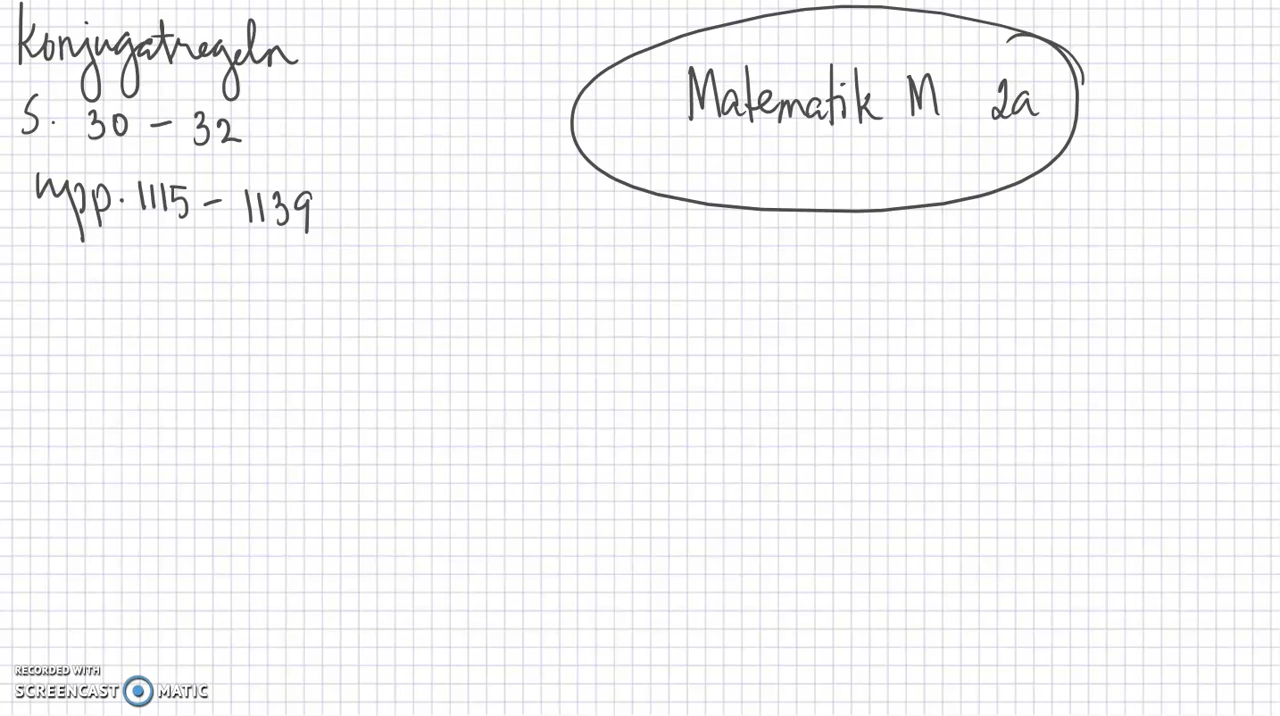 Konjugatregeln
S. 30 - 32
upp. 1115 - 1139
Matematik M 2a
RECORDED WITH
SCREENCAST MATIC